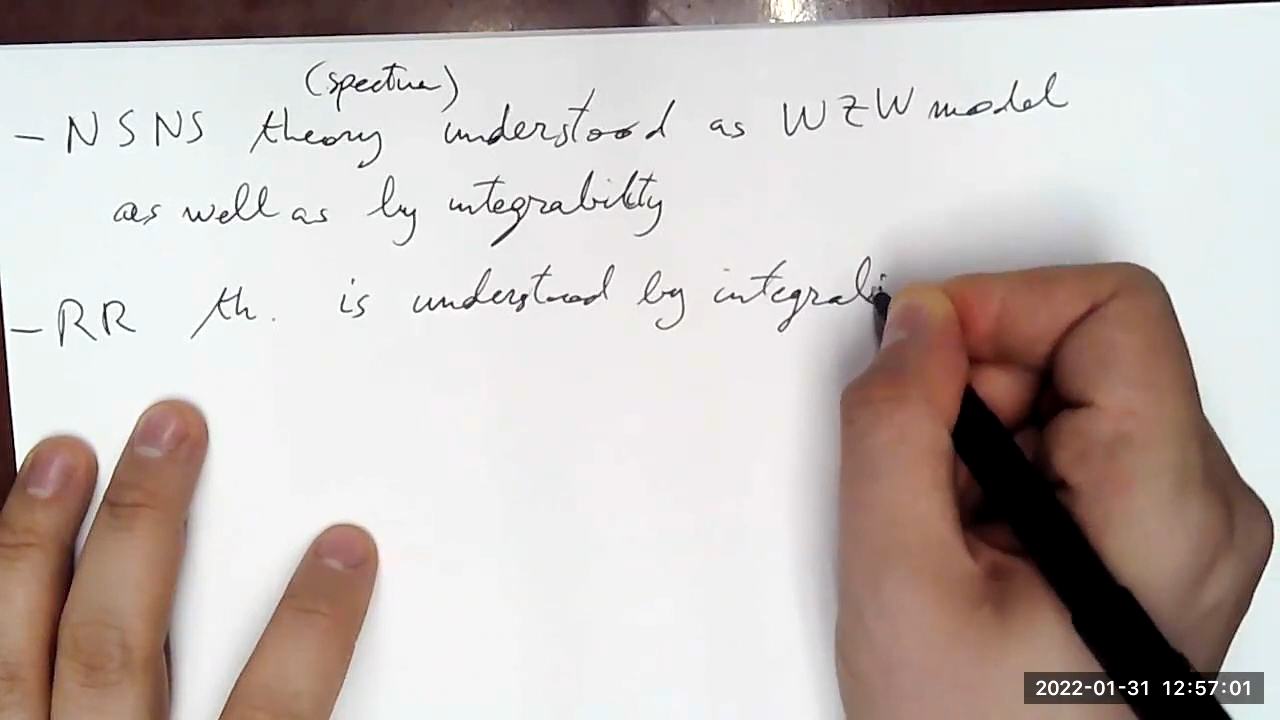 (spectrum)
- NSNS theory understood as WZW model
as well as by integrability
- RR th. is understood by integrabi
2022-01-31 12:57:01